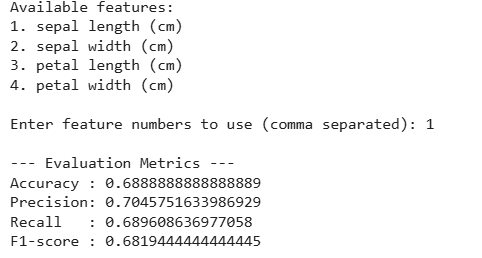 Available features:
1. sepal length (cm)
2. sepal width (cm)
3. petal length (cm)
4. petal width (cm)
Enter feature numbers to use (comma separated): 1
--- Evaluation Metrics ---
Accuracy : 0.6888888888888889
Precision: 0.7045751633986929
Recall   : 0.689608636977058
F1-score : 0.6819444444444445